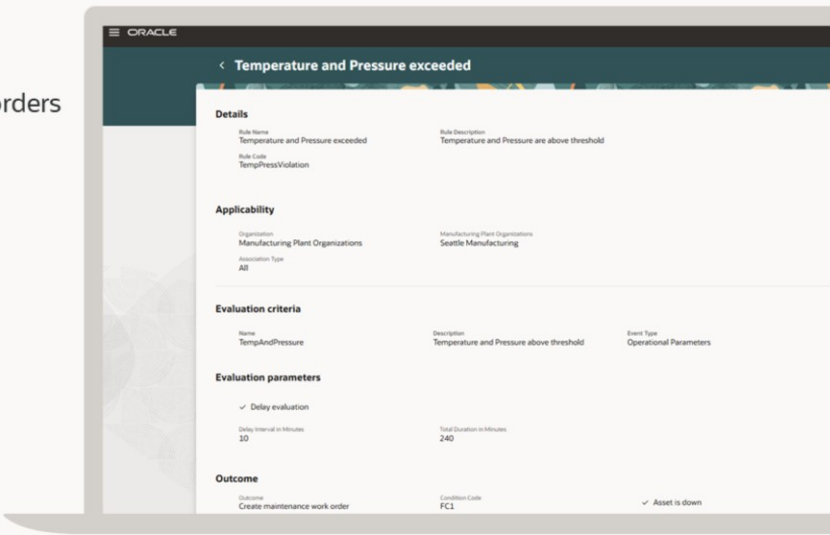 orders
ORACLE
Temperature and Pressure exceeded
Details
Rule Name
Rule Description
Temperature and Pressure exceeded
Temperature and Pressure are above threshold
Rule Code
TempPressViolation
Applicability
Organization
Manufacturing Plant Organizations
Manufacturing Plant Organizations
Seattle Manufacturing
Association Type
All
Evaluation criteria
Name
Description
Event Type
TempAndPressure
Temperature and Pressure above threshold
Operational Parameters
Evaluation parameters
Delay evaluation
Delay Interval in Minutes
Total Duration in Minutes
10
240
Outcome
Outcome
Condition Code
Asset is down
Create maintenance work order
FC1